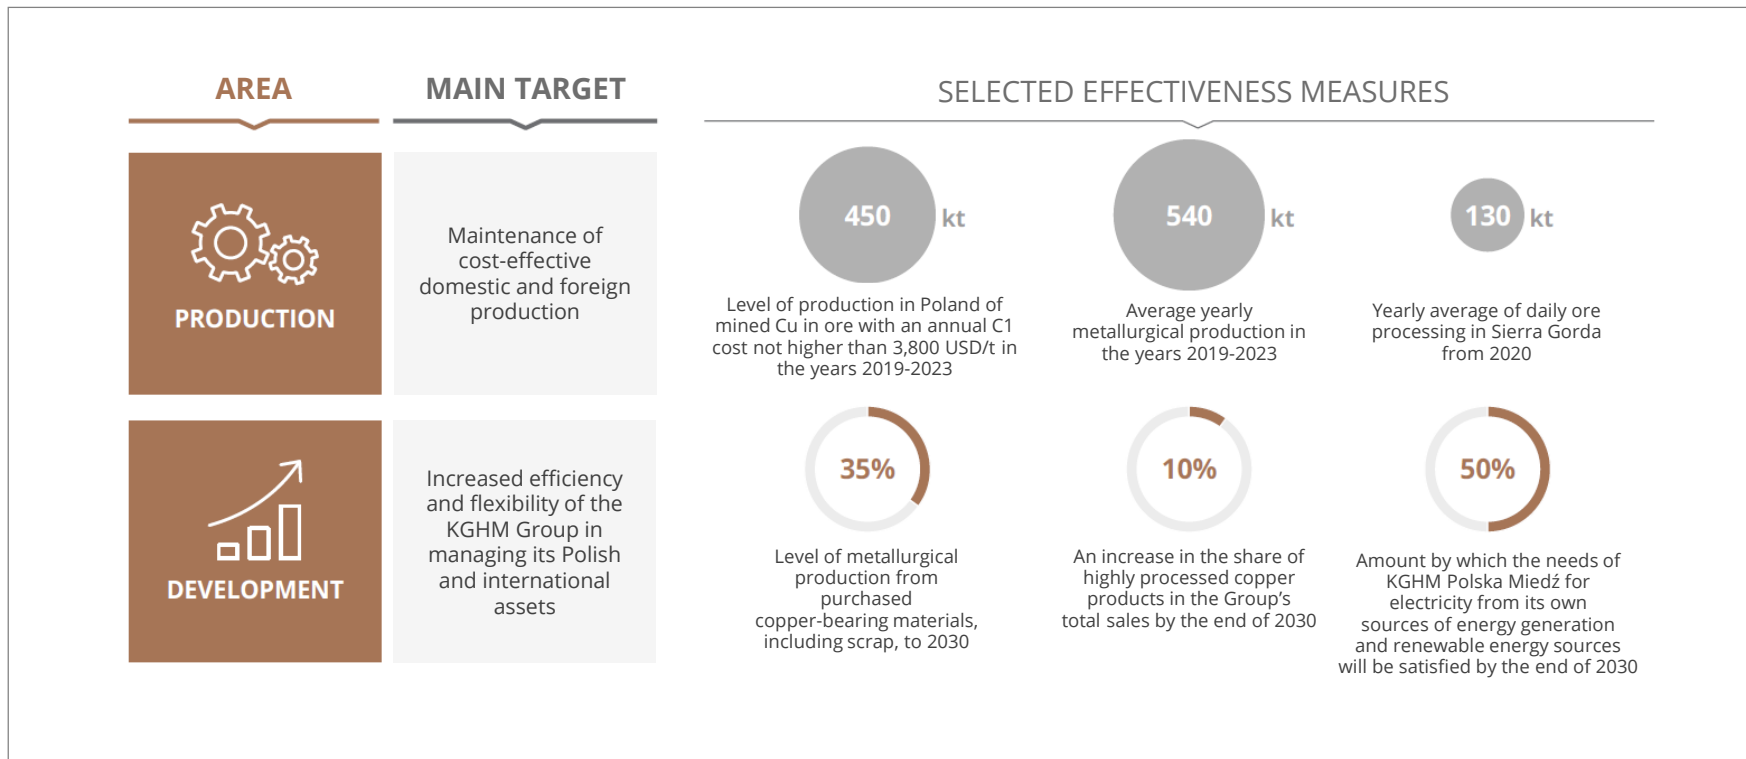 AREA
MAIN TARGET
SELECTED EFFECTIVENESS MEASURES
PRODUCTION
Maintenance of
cost-effective
domestic and foreign
production
450 kt
Level of production in Poland of
mined Cu in ore with an annual C1
cost not higher than 3,800 USD/t in
the years 2019-2023
540 kt
Average yearly
metallurgical production in
the years 2019-2023
130 kt
Yearly average of daily ore
processing in Sierra Gorda
from 2020
DEVELOPMENT
Increased efficiency
and flexibility of the
KGHM Group in
managing its Polish
and international
assets
35%
Level of metallurgical
production from
purchased
copper-bearing materials,
including scrap, to 2030
10%
An increase in the share of
highly processed copper
products in the Group's
total sales by the end of 2030
50%
Amount by which the needs of
KGHM Polska Miedź for
electricity from its own
sources of energy generation
and renewable energy sources
will be satisfied by the end of 2030